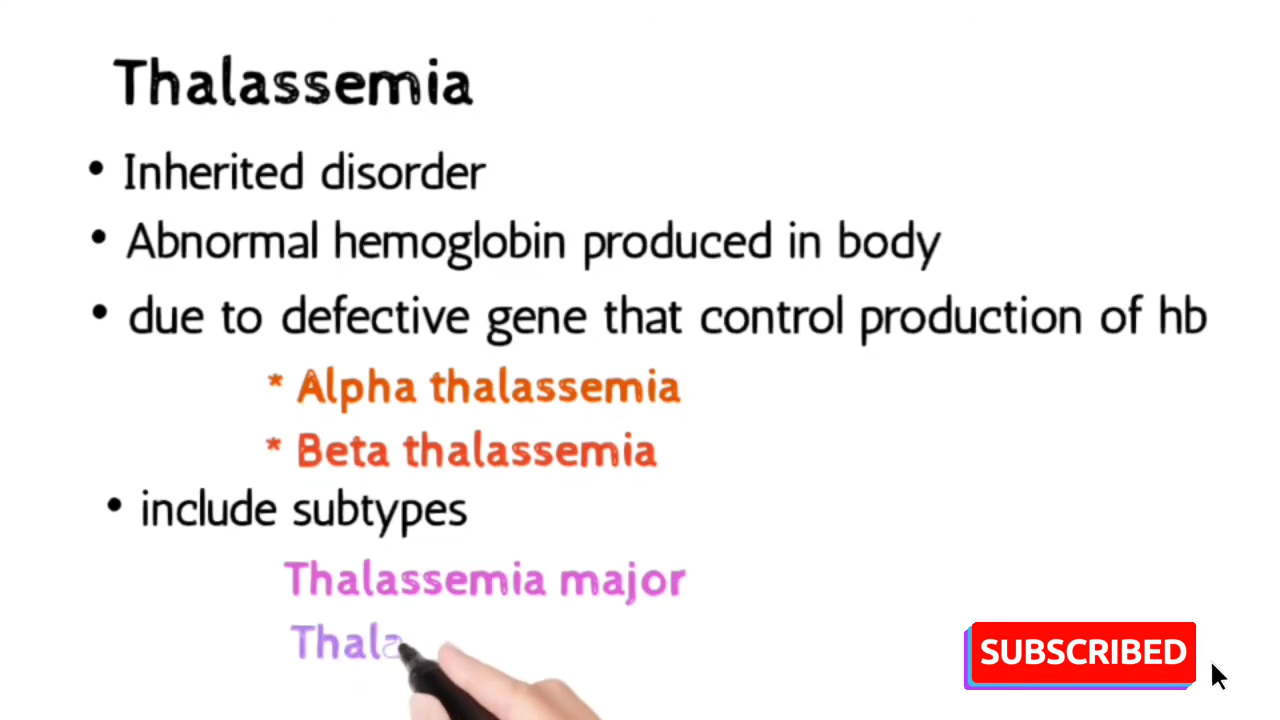 Thalassemia
• Inherited disorder
• Abnormal hemoglobin produced in body
• due to defective gene that control production of hb
* Alpha thalassemia
* Beta thalassemia
• include subtypes
Thalassemia major
Thala
SUBSCRIBED